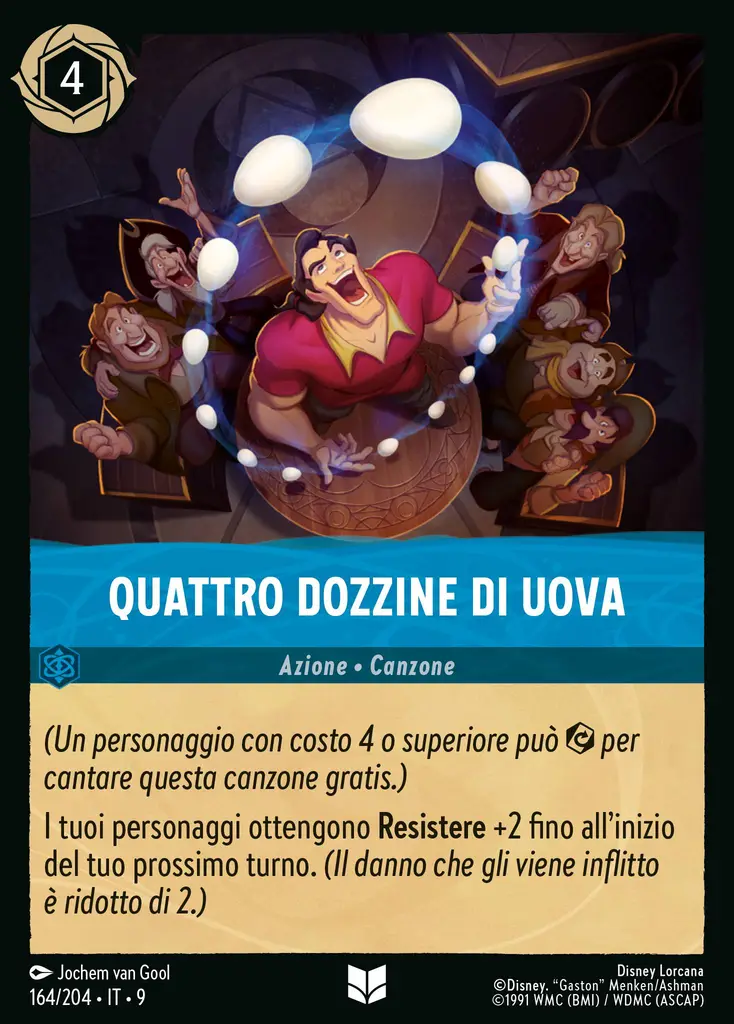 4
QUATTRO DOZZINE DI UOVA
Azione • Canzone
(Un personaggio con costo 4 o superiore può per
cantare questa canzone gratis.)
I tuoi personaggi ottengono Resistere +2 fino all'inizio
del tuo prossimo turno. (Il danno che gli viene inflitto
è ridotto di 2.)
Jochem van Gool
164/204 • IT • 9
Disney Lorcana
©Disney. "Gaston" Menken/Ashman
©1991 WMC (BMI) / WDMC (ASCAP)